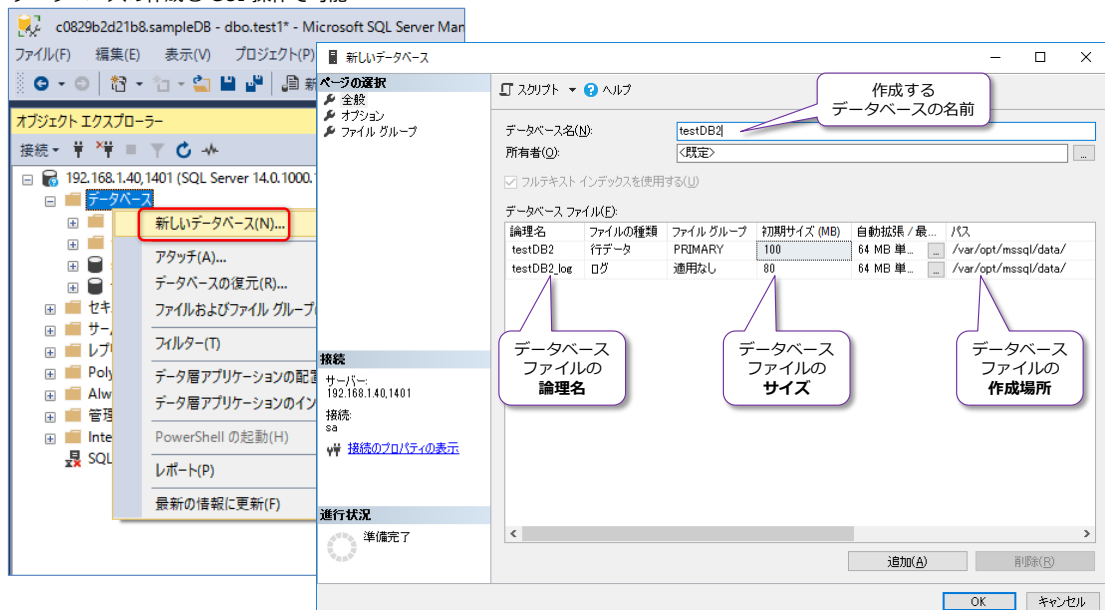 c0829b2d21b8.sampleDB - dbo.test1* - Microsoft SQL Server Man
ファイル(F) 編集(E) 表示(V) プロジェクト(P)
新
オブジェクト エクスプローラー
接続
192.168.1.40,1401 (SQL Server 14.0.1000.
データベース
新しいデータベース(N)...
アタッチ(A)...
データベースの復元(R)...
ファイルおよびファイル グループ
フィルター(T)
データ層アプリケーションの配置
データ層アプリケーションのイン
PowerShell の起動(H)
レポート(P)
最新の情報に更新(F)
セキ
サー
レプ
Poly
Alw
管理
Inte
SQL
新しいデータベース
ページの選択
全般
オプション
ファイル グループ
スクリプト ヘルプ
作成する
データベースの名前
データベース名(N): testDB2
所有者(O): <既定> ...
フルテキスト インデックスを使用する(U)
データベース ファイル(F):
論理名 ファイルの種類 ファイル グループ 初期サイズ (MB) 自動拡張 / 最... パス
testDB2 行データ PRIMARY 100 64 MB 単... ... /var/opt/mssql/data/
testDB2_log ログ 適用なし 80 64 MB 単... ... /var/opt/mssql/data/
データベース
ファイルの
論理名
データベース
ファイルの
サイズ
データベース
ファイルの
作成場所
接続
サーバー:
192.168.1.40,1401
接続:
sa
接続のプロパティの表示
進行状況
準備完了
追加(A) 削除(R)
OK キャンセル